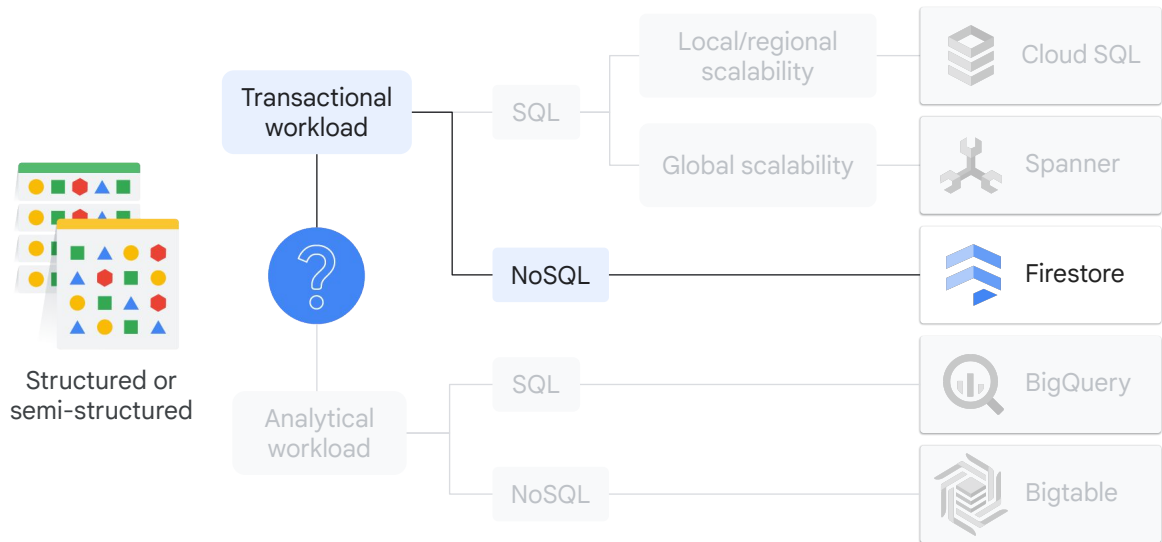 Structured or
semi-structured
Transactional
workload
?
Analytical
workload
SQL
Local/regional
scalability
Cloud SQL
Global scalability
Spanner
NoSQL
Firestore
SQL
BigQuery
NoSQL
Bigtable